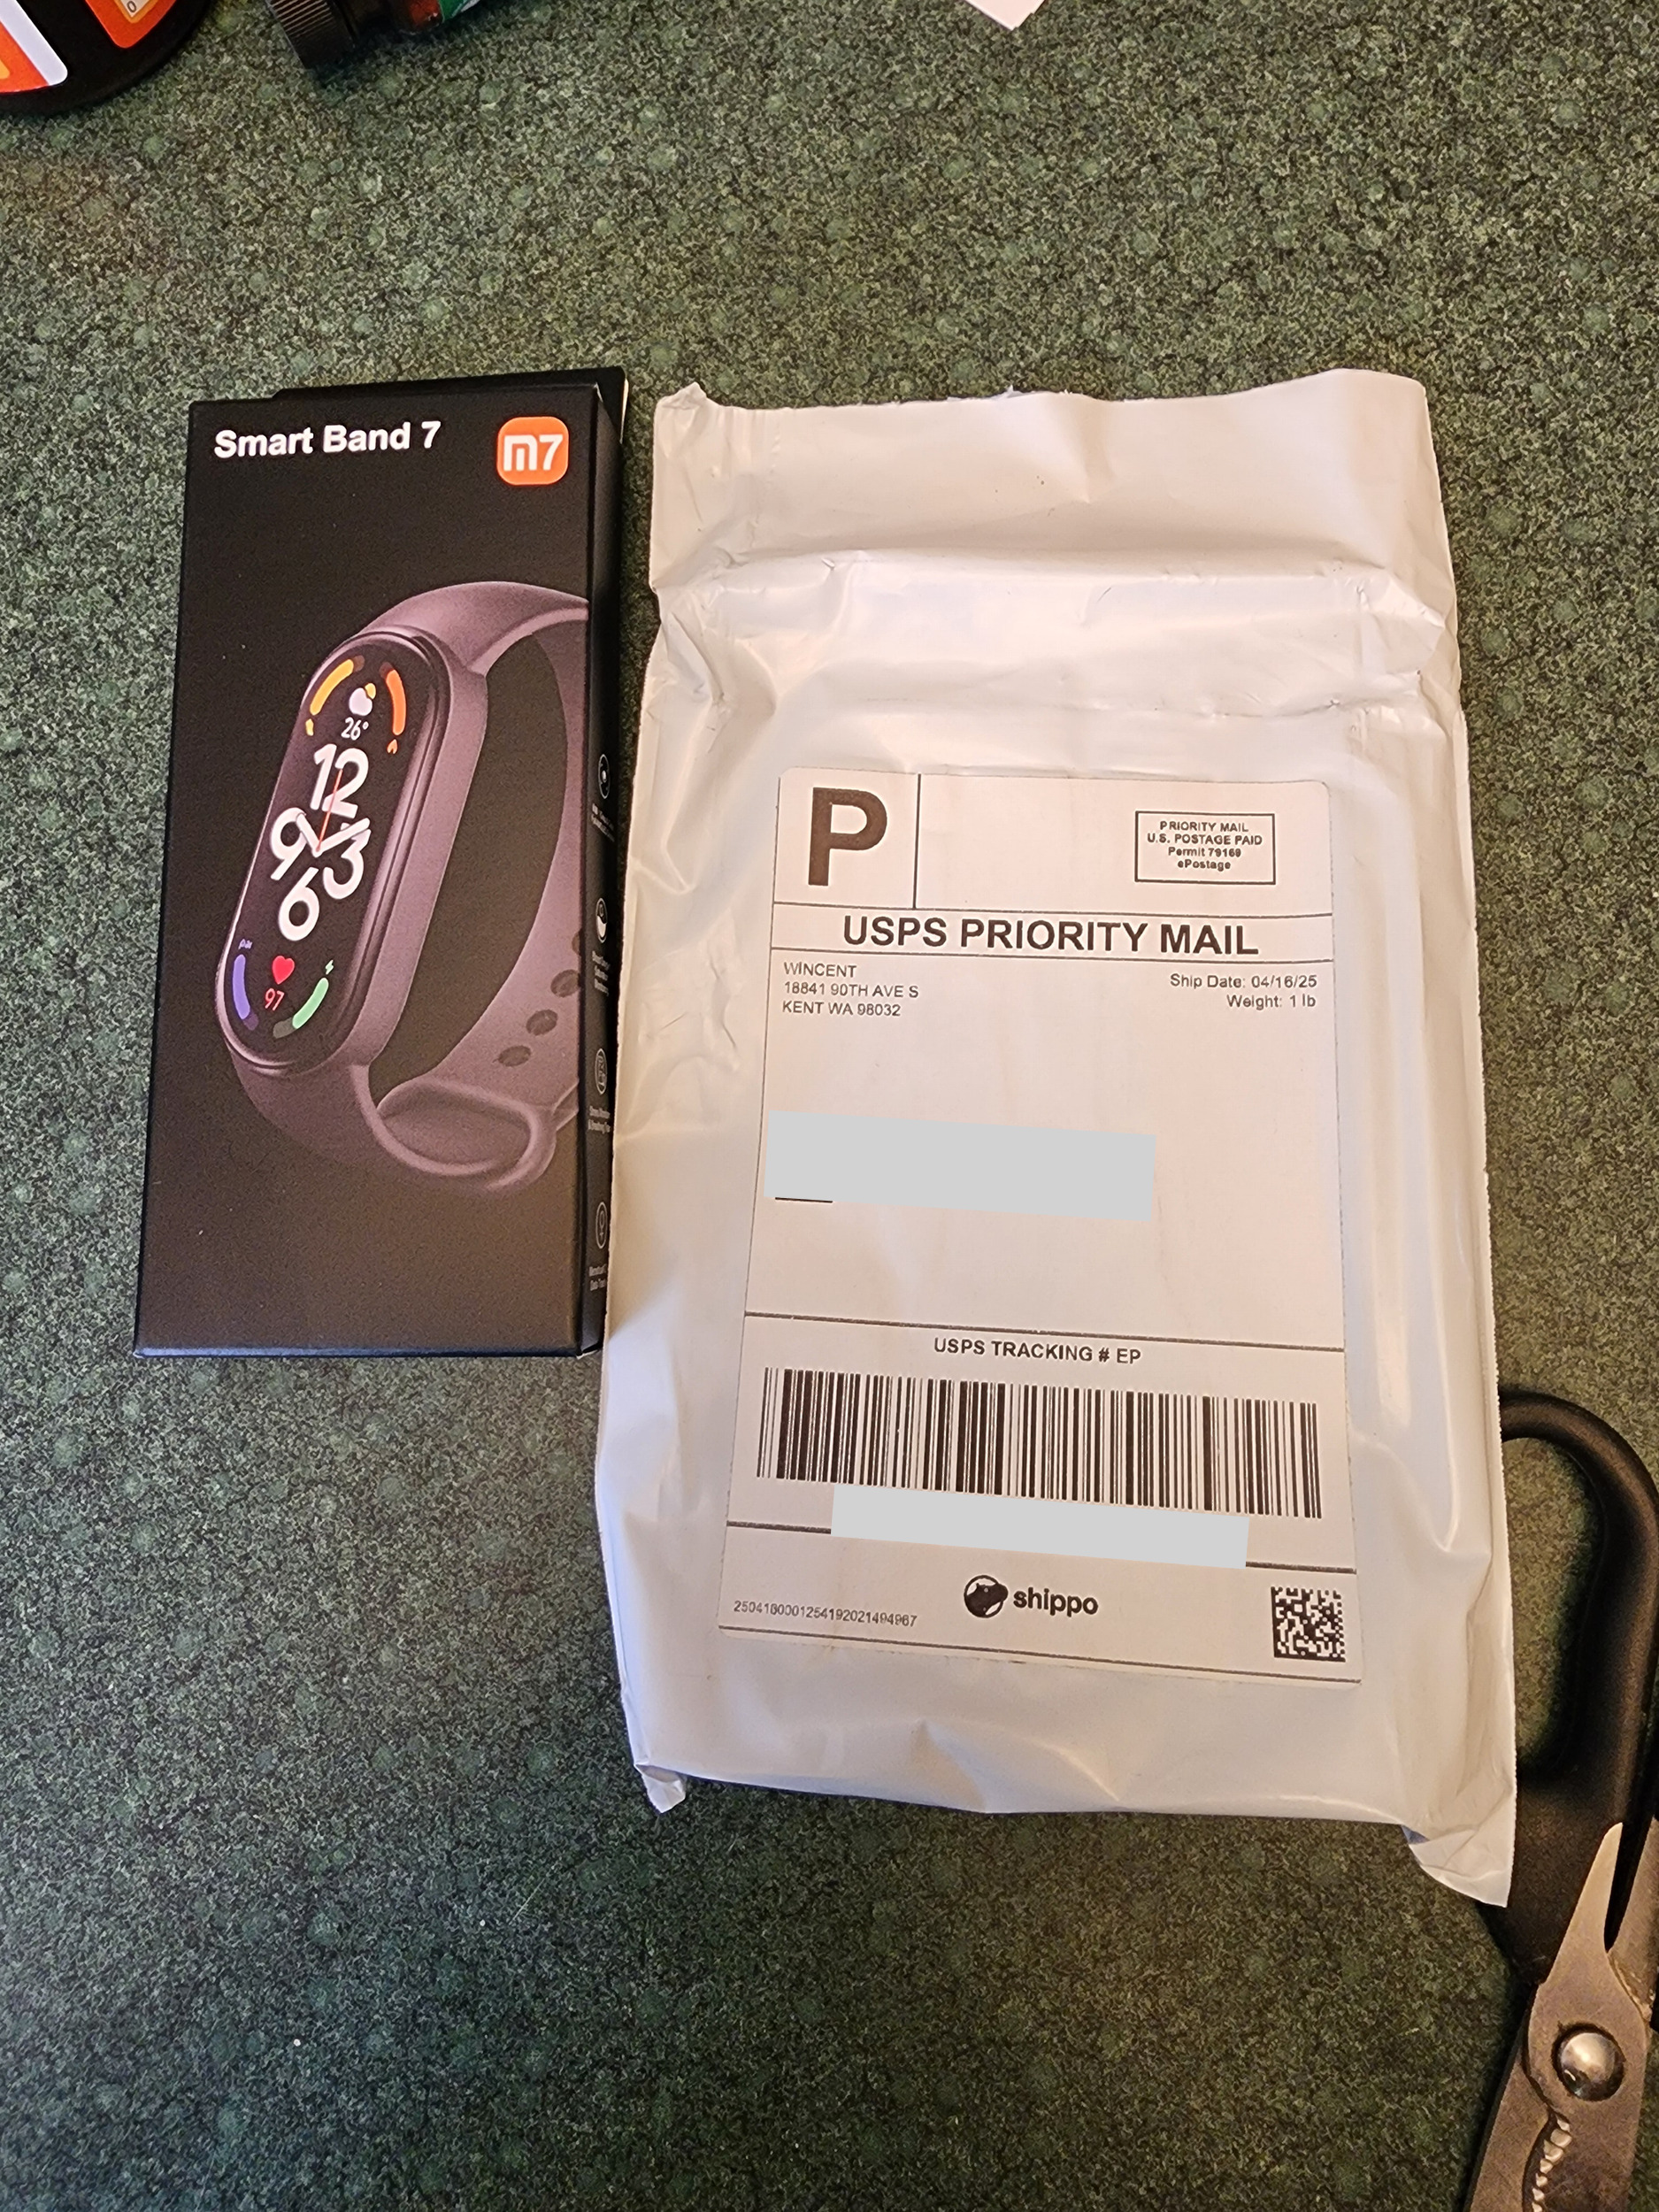 Smart Band 7
m7
26°
12
9
3
6
97
P
PRIORITY MAIL
U.S. POSTAGE PAID
Permit 79169
ePostage
USPS PRIORITY MAIL
WINCENT
18841 90TH AVE S
KENT WA 98032
Ship Date: 04/16/25
Weight: 1 lb
USPS TRACKING # EP
shippo
25041600012541920214949​67